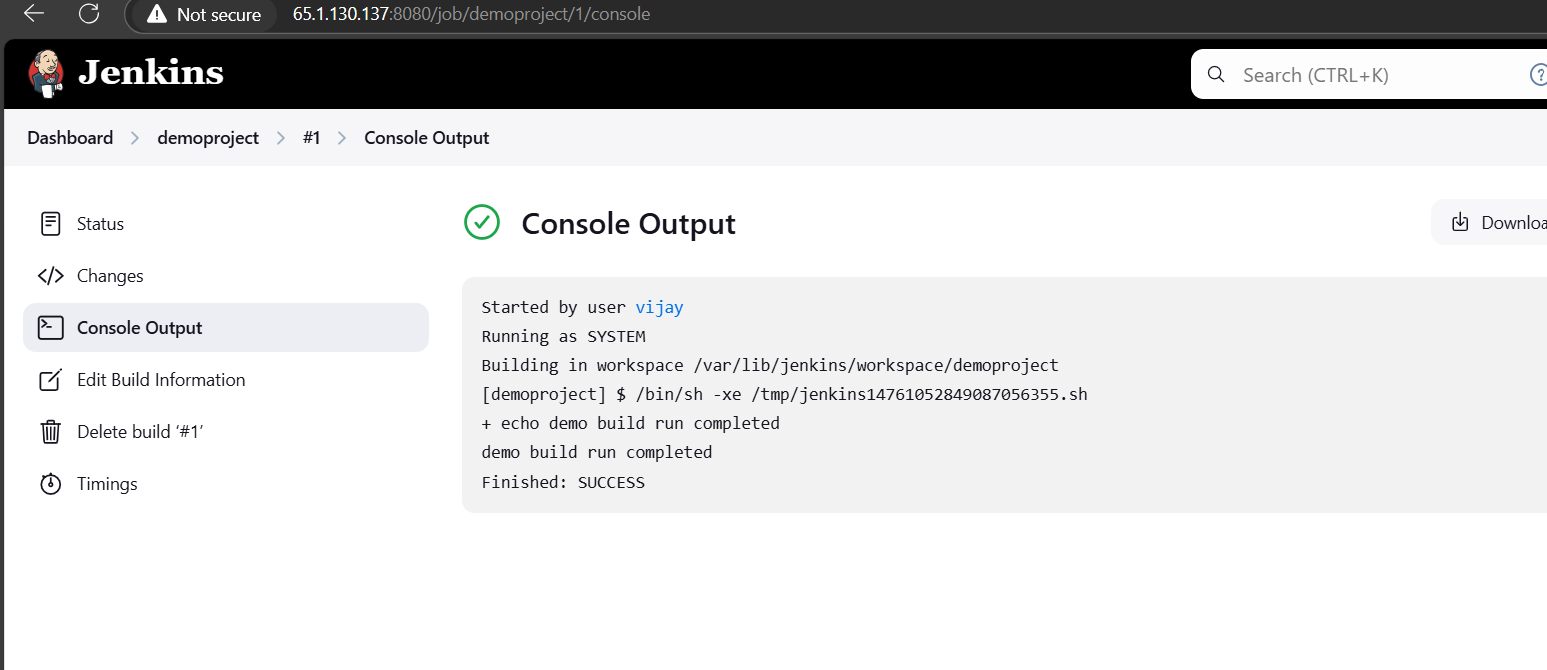 Not secure 65.1.130.137:8080/job/demoproject/1/console
Jenkins
Search (CTRL+K)
Dashboard > demoproject > #1 > Console Output
Status
Changes
Console Output
Edit Build Information
Delete build ‘#1’
Timings
Console Output
Downloa
Started by user vijay
Running as SYSTEM
Building in workspace /var/lib/jenkins/workspace/demoproject
[demoproject] $ /bin/sh -xe /tmp/jenkins14761052849087056355.sh
+ echo demo build run completed
demo build run completed
Finished: SUCCESS